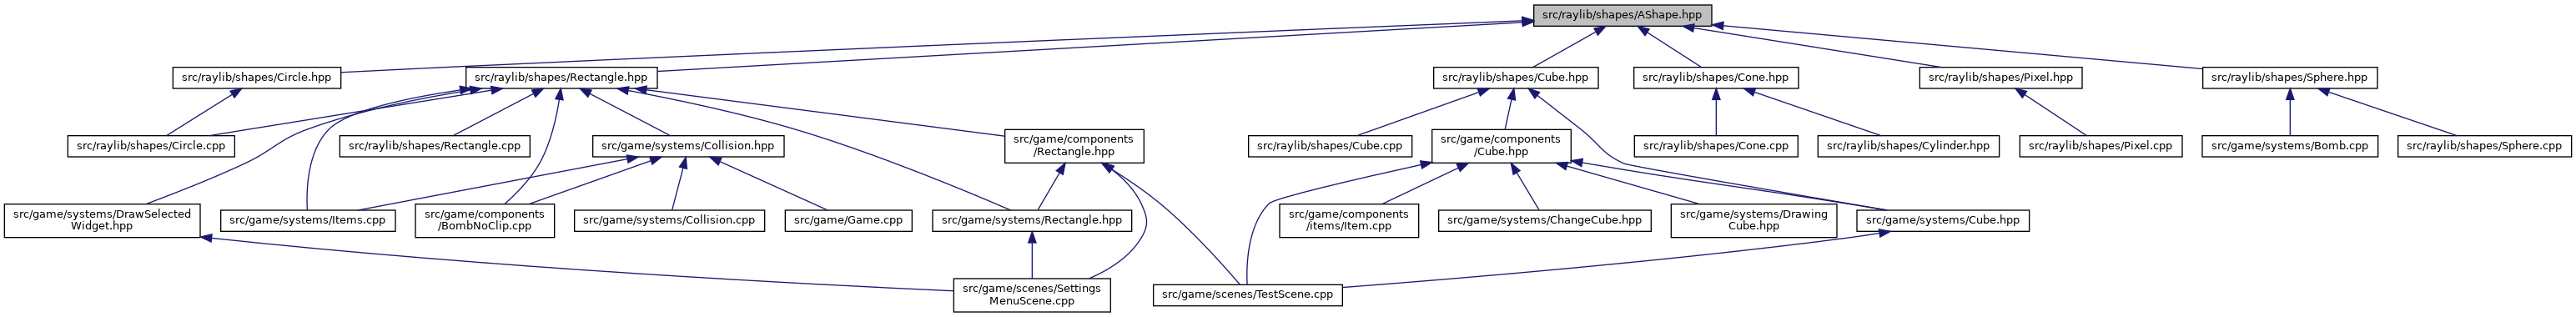 src/raylib/shapes/AShape.hpp
src/raylib/shapes/Circle.hpp
src/raylib/shapes/Rectangle.hpp
src/raylib/shapes/Cube.hpp
src/raylib/shapes/Cone.hpp
src/raylib/shapes/Pixel.hpp
src/raylib/shapes/Sphere.hpp
src/raylib/shapes/Circle.cpp
src/raylib/shapes/Rectangle.cpp
src/game/systems/Collision.hpp
src/game/components
/Rectangle.hpp
src/raylib/shapes/Cube.cpp
src/game/components
/Cube.hpp
src/raylib/shapes/Cone.cpp
src/raylib/shapes/Cylinder.hpp
src/raylib/shapes/Pixel.cpp
src/game/systems/Bomb.cpp
src/raylib/shapes/Sphere.cpp
src/game/systems/DrawSelected
Widget.hpp
src/game/systems/Items.cpp
src/game/components
/BombNoClip.cpp
src/game/systems/Collision.cpp
src/game/Game.cpp
src/game/systems/Rectangle.hpp
src/game/components
/items/Item.cpp
src/game/systems/ChangeCube.hpp
src/game/systems/Drawing
Cube.hpp
src/game/systems/Cube.hpp
src/game/scenes/Settings
MenuScene.cpp
src/game/scenes/TestScene.cpp